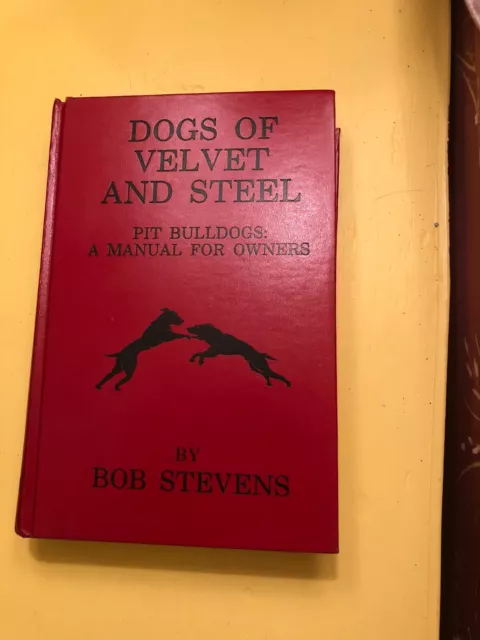 DOGS OF
VELVET
AND STEEL
PIT BULLDOGS:
A MANUAL FOR OWNERS
BY
BOB STEVENS